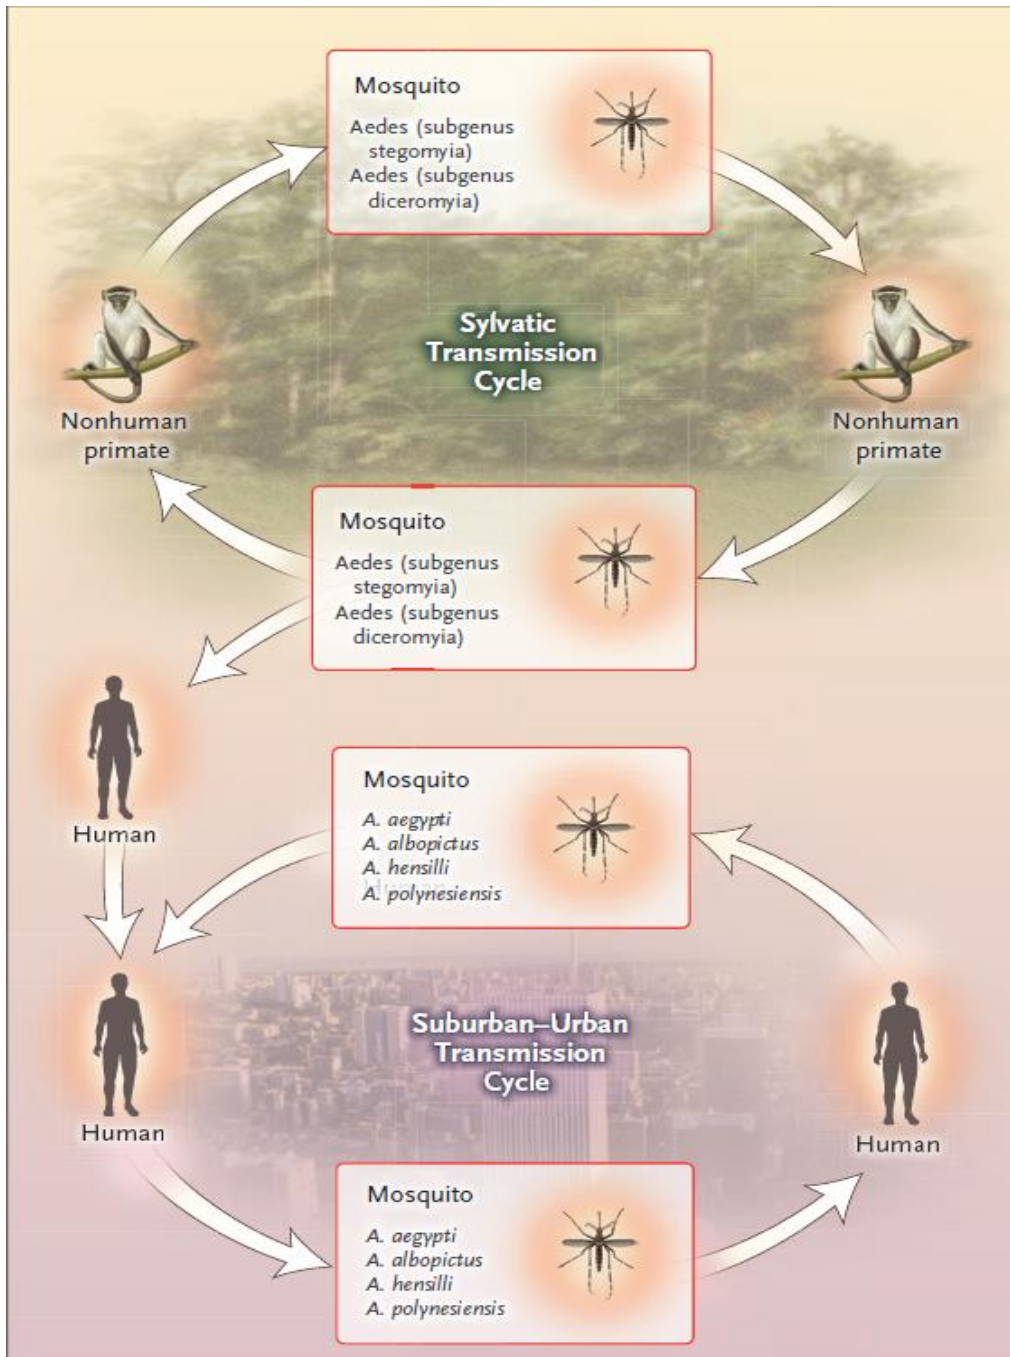 Mosquito
Aedes (subgenus
stegomyia)
Aedes (subgenus
diceromyia)
Sylvatic
Transmission
Cycle
Nonhuman
primate
Nonhuman
primate
Mosquito
Aedes (subgenus
stegomyia)
Aedes (subgenus
diceromyia)
Human
Mosquito
A. aegypti
A. albopictus
A. hensilli
A. polynesiensis
Suburban–Urban
Transmission
Cycle
Human
Human
Mosquito
A. aegypti
A. albopictus
A. hensilli
A. polynesiensis